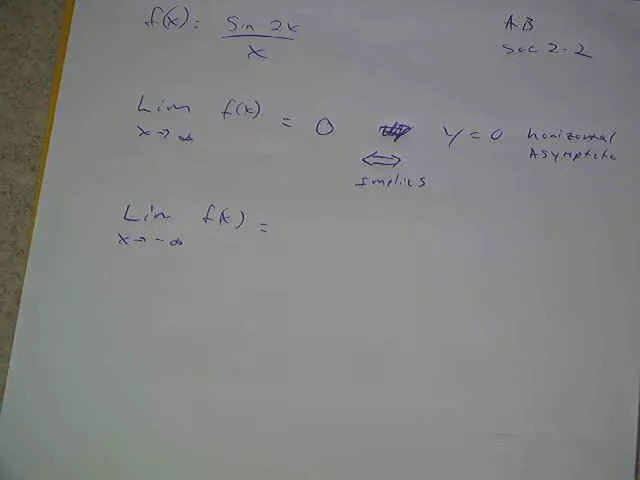 f(x) = Sin 2x / x
AB
Sec 2-2
Lim x→∞ f(x) = 0 ⇔ implies y = 0 horizontal Asymptote
Lim x→-∞ f(x) =